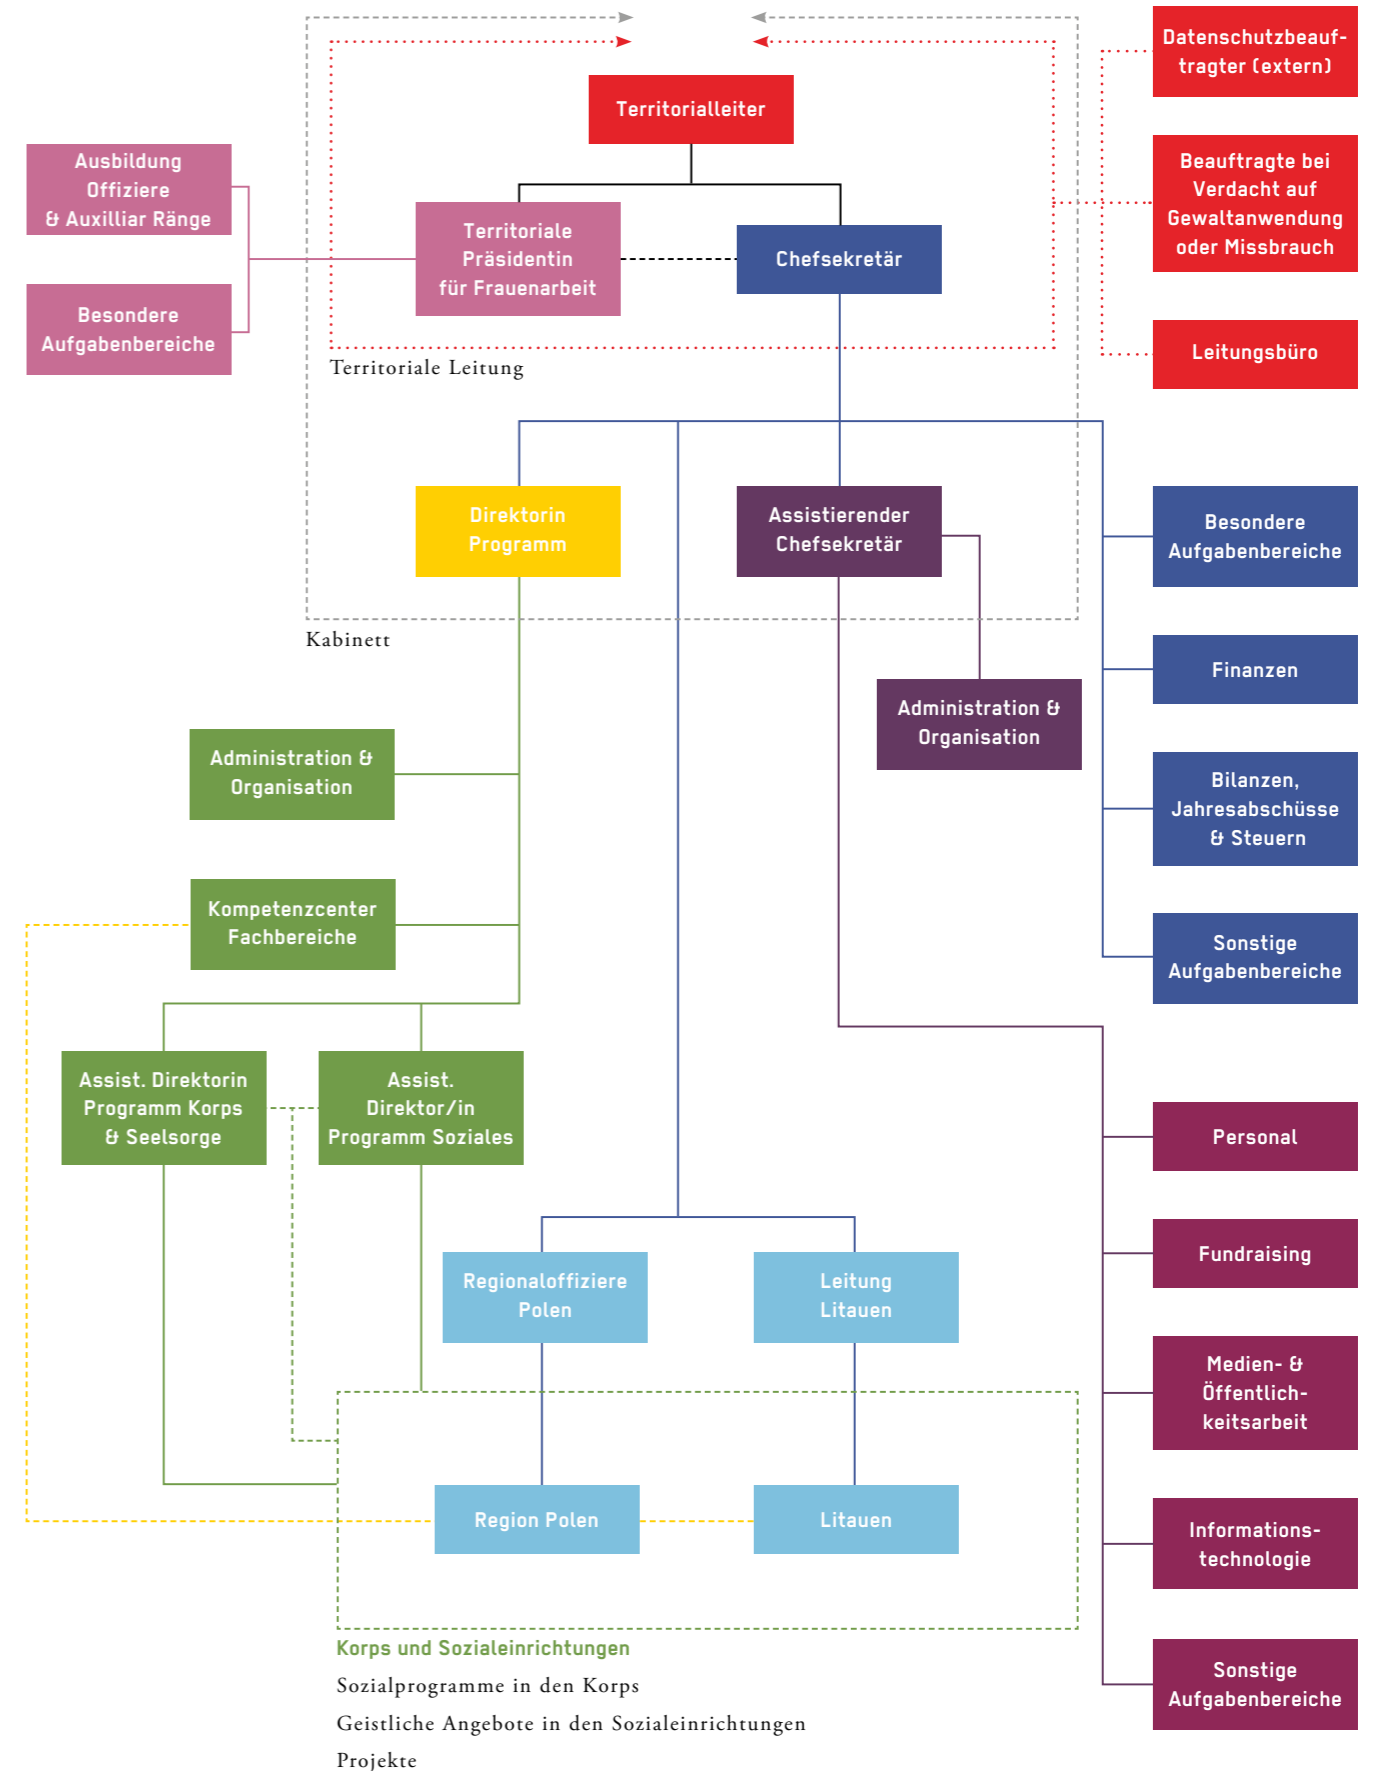 Territorialleiter
Datenschutzbeauf-
tragter (extern)
Beauftragte bei
Verdacht auf
Gewaltanwendung
oder Missbrauch
Leitungsbüro
Ausbildung
Offiziere
& Auxilliar Ränge
Besondere
Aufgabenbereiche
Territoriale
Präsidentin
für Frauenarbeit
Chefsekretär
Territoriale Leitung
Direktorin
Programm
Assistierender
Chefsekretär
Kabinett
Besondere
Aufgabenbereiche
Finanzen
Bilanzen,
Jahresabschüsse
& Steuern
Sonstige
Aufgabenbereiche
Administration &
Organisation
Administration &
Organisation
Kompetenzcenter
Fachbereiche
Assist. Direktorin
Programm Korps
& Seelsorge
Assist.
Direktor/in
Programm Soziales
Personal
Fundraising
Medien- &
Öffentlich-
keitsarbeit
Informations-
technologie
Sonstige
Aufgabenbereiche
Regionaloffiziere
Polen
Leitung
Litauen
Region Polen
Litauen
Korps und Sozialeinrichtungen
Sozialprogramme in den Korps
Geistliche Angebote in den Sozialeinrichtungen
Projekte